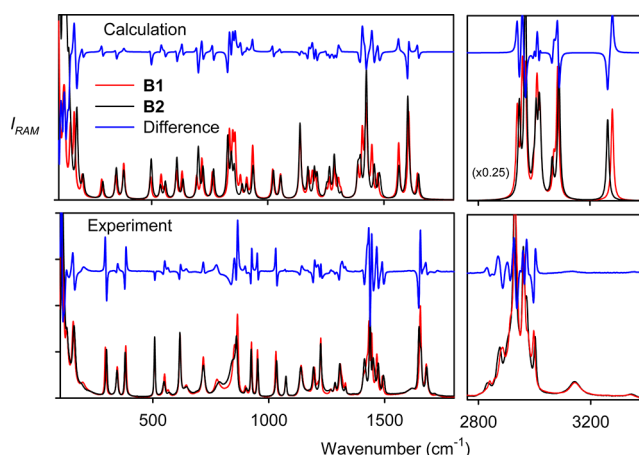 Calculation
B1
B2
Difference
I_RAM
(x0.25)
Experiment
500 1000 1500 2800 3200
Wavenumber (cm⁻¹)